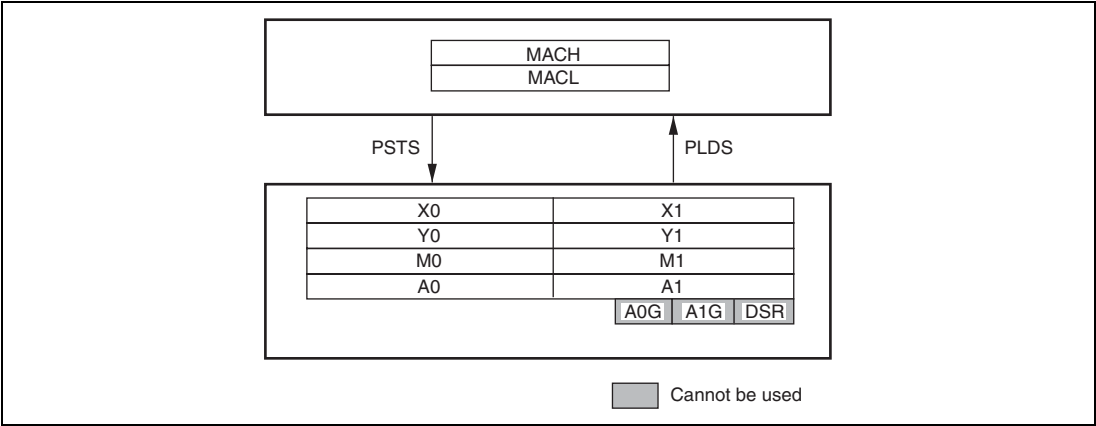 MACH
MACL
PSTS PLDS
X0 X1
Y0 Y1
M0 M1
A0 A1
A0G A1G DSR
Cannot be used